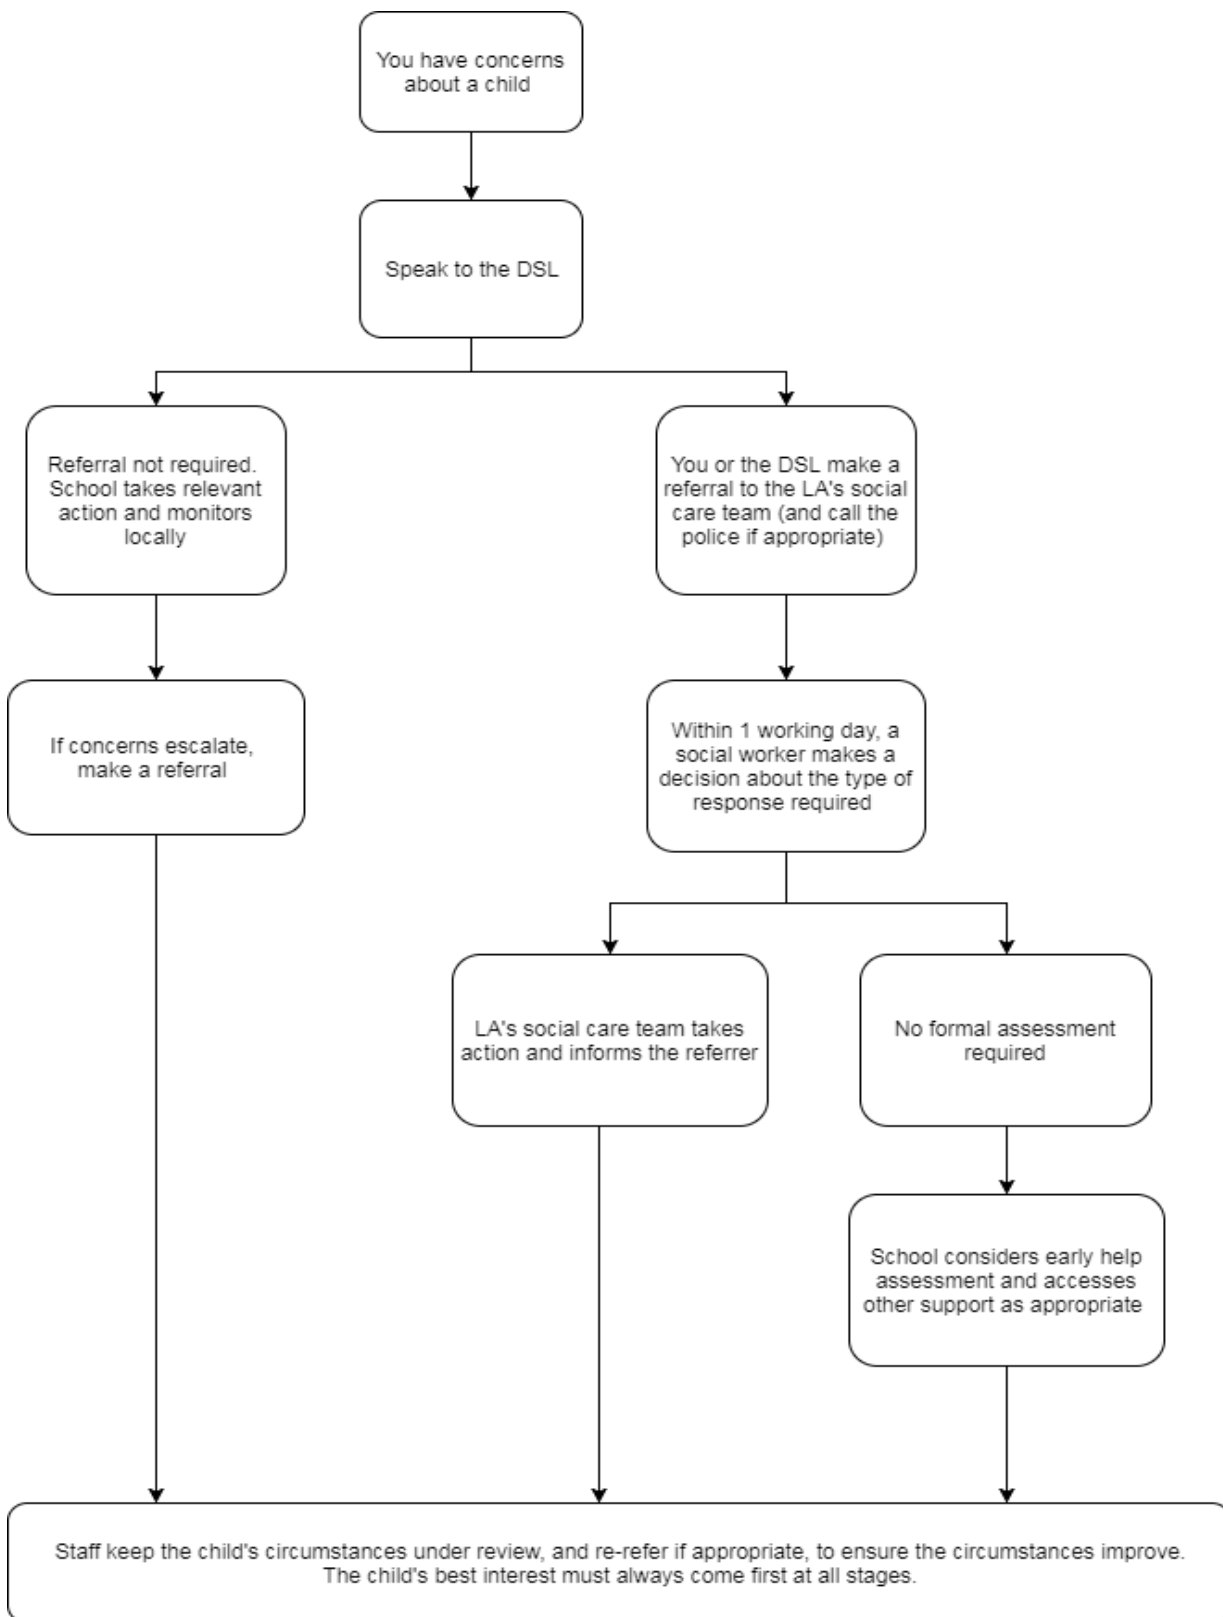 You have concerns
about a child
Speak to the DSL
Referral not required.
School takes relevant
action and monitors
locally
You or the DSL make a
referral to the LA's social
care team (and call the
police if appropriate)
If concerns escalate,
make a referral
Within 1 working day, a
social worker makes a
decision about the type of
response required
LA's social care team takes
action and informs the referrer
No formal assessment
required
School considers early help
assessment and accesses
other support as appropriate
Staff keep the child's circumstances under review, and re-refer if appropriate, to ensure the circumstances improve.
The child's best interest must always come first at all stages.